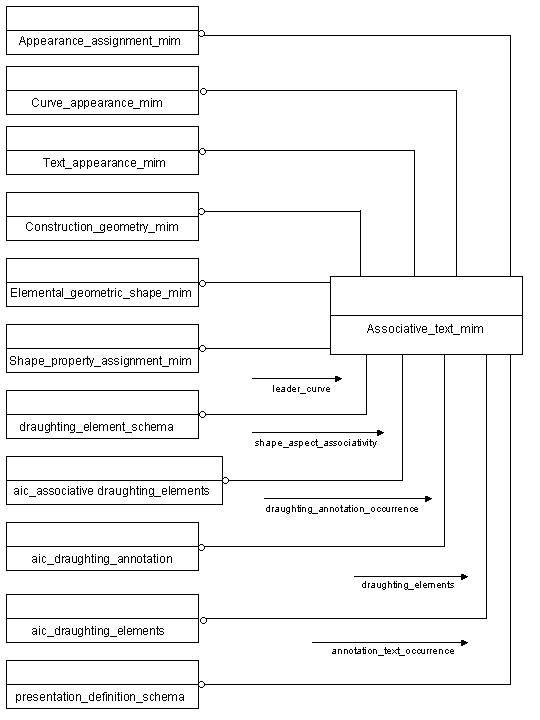 Appearance_assignment_mim
Curve_appearance_mim
Text_appearance_mim
Construction_geometry_mim
Elemental_geometric_shape_mim
Associative_text_mim
Shape_property_assignment_mim
leader_curve
draughting_element_schema
shape_aspect_associativity
aic_associative draughting_elements
draughting_annotation_occurrence
aic_draughting_annotation
draughting_elements
aic_draughting_elements
annotation_text_occurrence
presentation_definition_schema